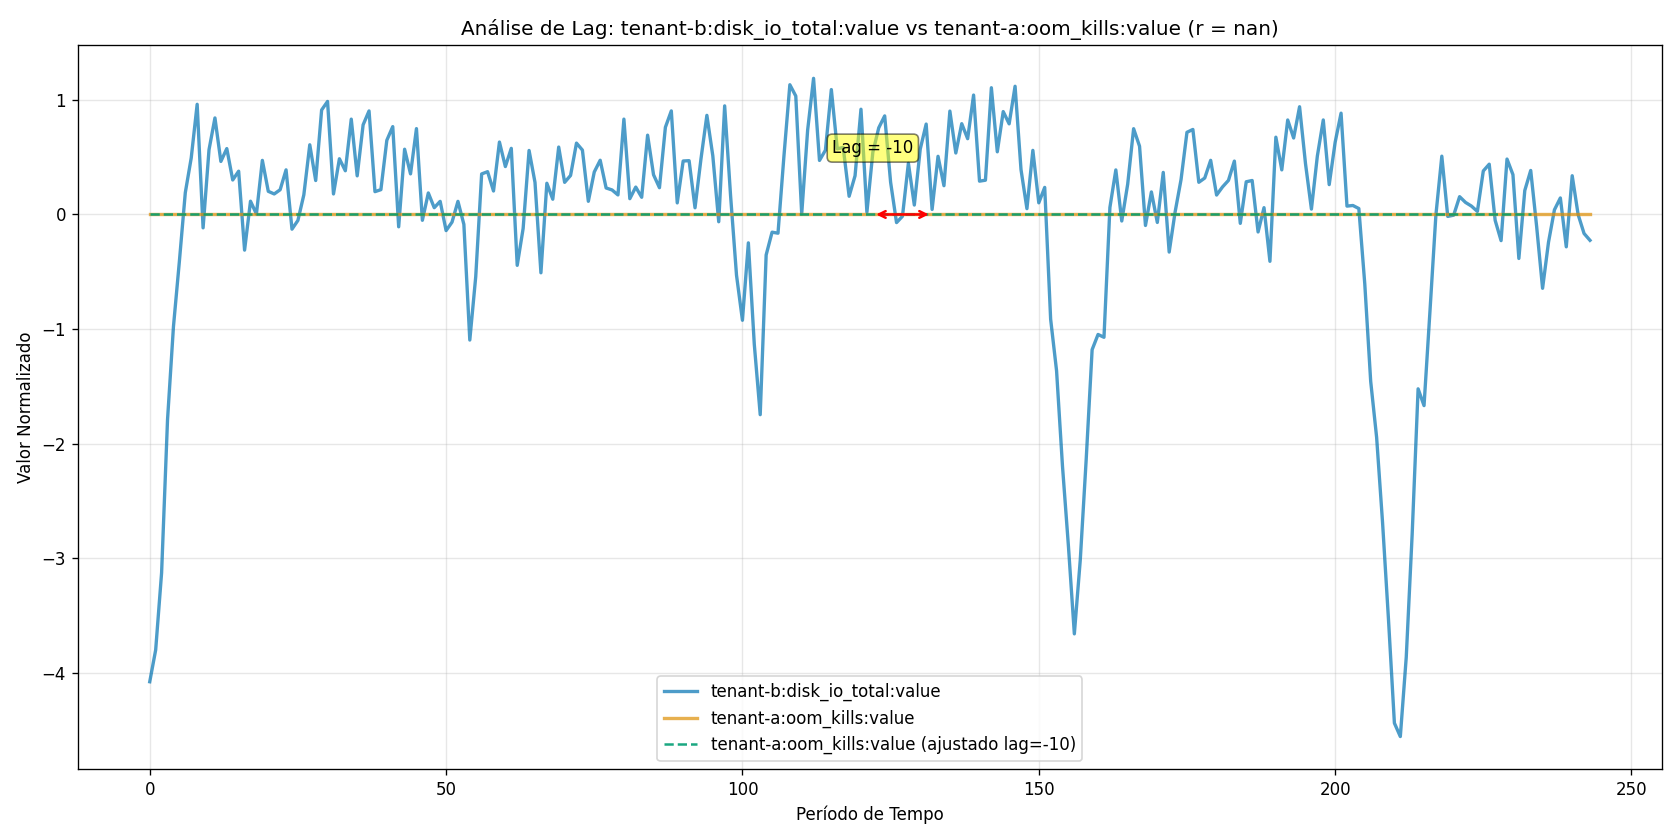 Análise de Lag: tenant-b:disk_io_total:value vs tenant-a:oom_kills:value (r = nan)
Valor Normalizado
1
0
−1
−2
−3
−4
Lag = -10
tenant-b:disk_io_total:value
tenant-a:oom_kills:value
tenant-a:oom_kills:value (ajustado lag=-10)
0 50 100 150 200 250
Período de Tempo